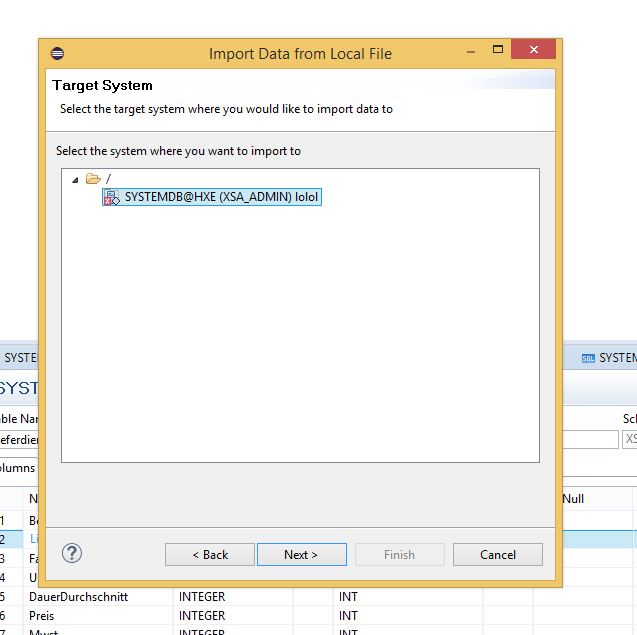 Import Data from Local File
Target System
Select the target system where you would like to import data to
Select the system where you want to import to
/
SYSTEMDB@HXE (XSA_ADMIN) lolol
SYSTE
SQL SYSTEM
SYST
ble Nar
Sc
eferdier
XS
olumns
N
Null
1 B
2 Li
3 Fa
4 U
?
< Back
Next >
Finish
Cancel
5 DauerDurchschnitt INTEGER INT
6 Preis INTEGER INT
7 Mwst INTEGER INT